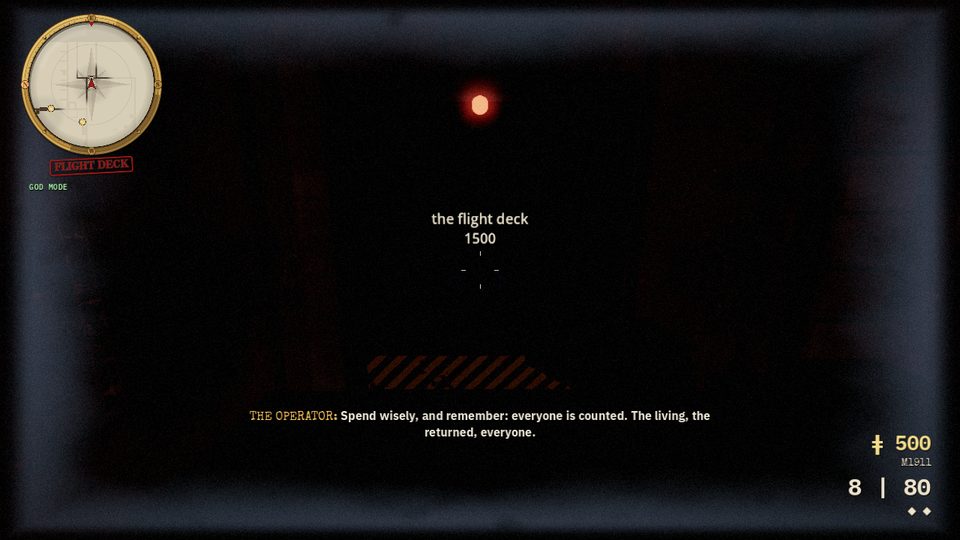 FLIGHT DECK
GOD MODE
the flight deck
1500
THE OPERATOR: Spend wisely, and remember: everyone is counted. The living, the
returned, everyone.
500
M1911
8 | 80